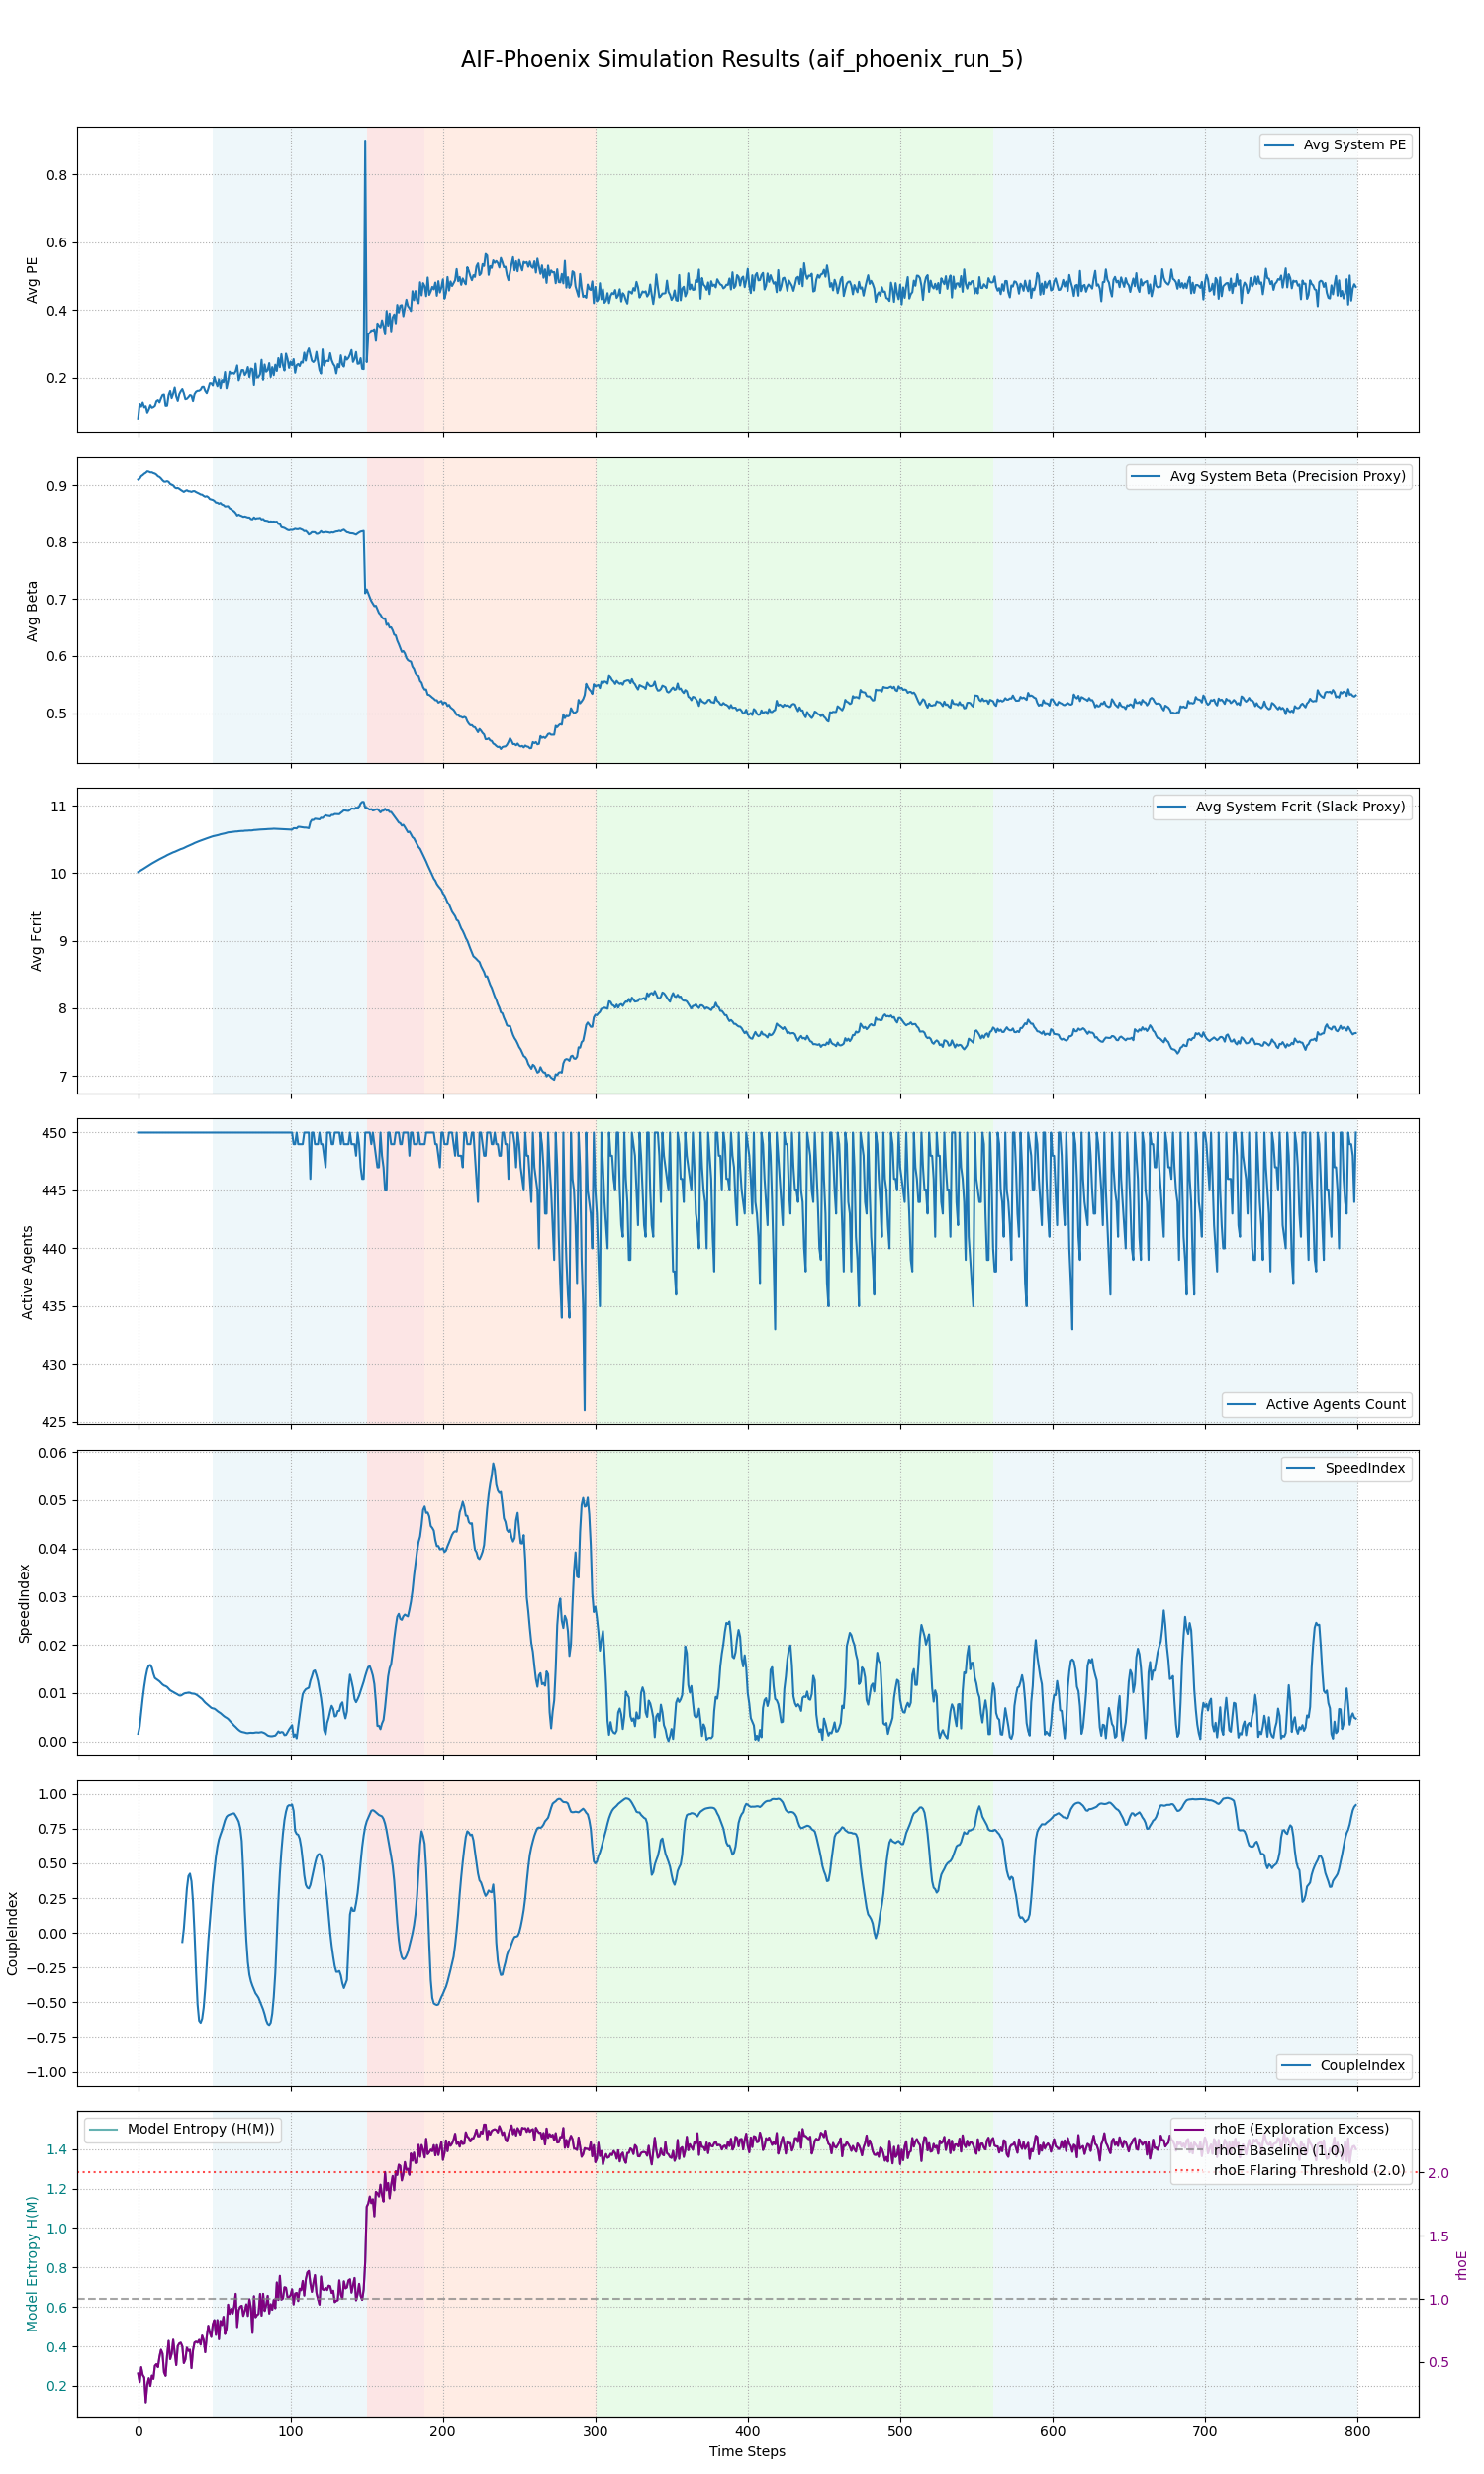 AIF-Phoenix Simulation Results (aif_phoenix_run_5)
Avg PE
0.8
0.6
0.4
0.2
Avg System PE
Avg Beta
0.9
0.8
0.7
0.6
0.5
Avg System Beta (Precision Proxy)
Avg Fcrit
11
10
9
8
7
Avg System Fcrit (Slack Proxy)
Active Agents
450
445
440
435
430
425
Active Agents Count
SpeedIndex
0.06
0.05
0.04
0.03
0.02
0.01
0.00
SpeedIndex
CoupleIndex
1.00
0.75
0.50
0.25
0.00
−0.25
−0.50
−0.75
−1.00
CoupleIndex
Model Entropy H(M)
1.4
1.2
1.0
0.8
0.6
0.4
0.2
Model Entropy (H(M))
rhoE (Exploration Excess)
rhoE Baseline (1.0)
rhoE Flaring Threshold (2.0)
2.0
1.5
1.0
0.5
rhoE
0 100 200 300 400 500 600 700 800
Time Steps